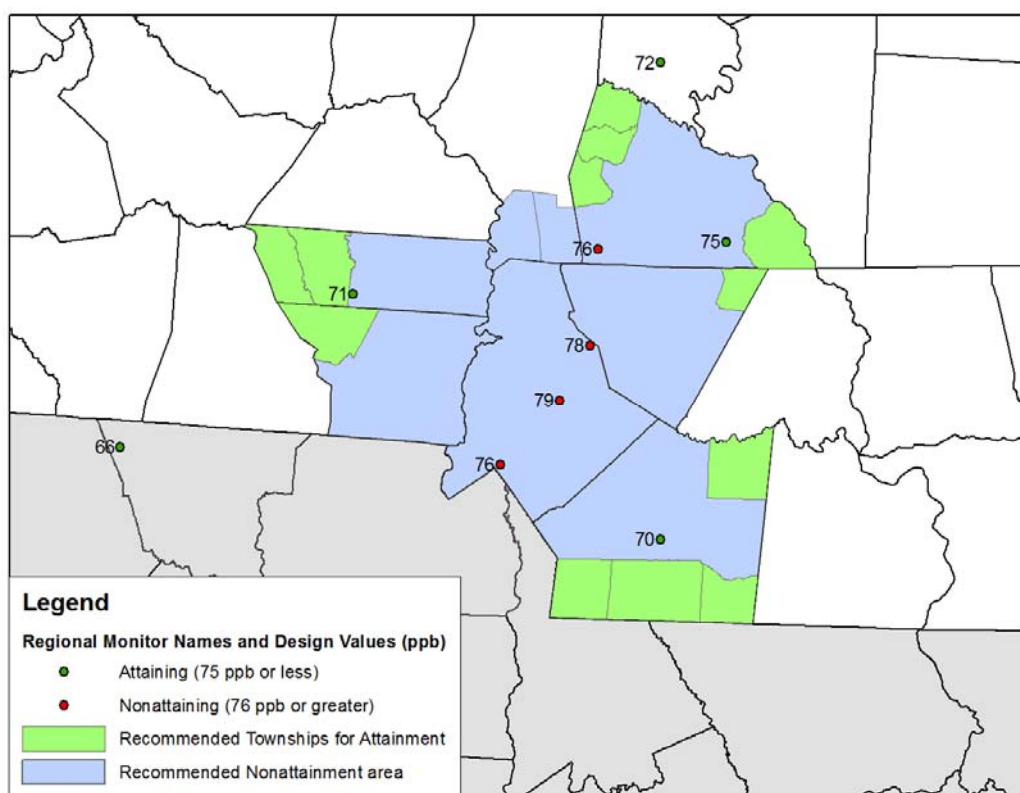 72
76
75
71
78
79
66
76
70
Legend
Regional Monitor Names and Design Values (ppb)
Attaining (75 ppb or less)
Nonattaining (76 ppb or greater)
Recommended Townships for Attainment
Recommended Nonattainment area